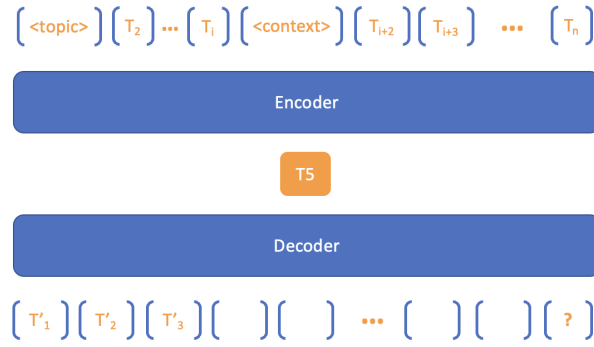 <topic> T₂ ... Tᵢ <context> Tᵢ₊₂ Tᵢ₊₃ ... Tₙ
Encoder
T5
Decoder
T'₁ T'₂ T'₃ ... ?